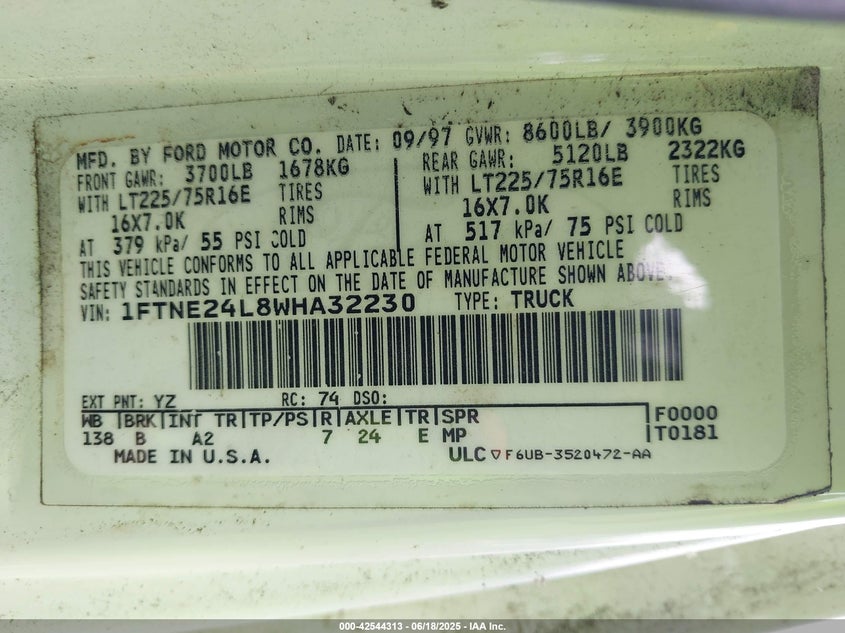 MFD. BY FORD MOTOR CO. DATE: 09/97 GVWR: 8600LB/ 3900KG
FRONT GAWR: 3700LB 1678KG REAR GAWR: 5120LB 2322KG
WITH LT225/75R16E TIRES WITH LT225/75R16E TIRES
16X7.0K RIMS 16X7.0K RIMS
AT 379 kPa/ 55 PSI COLD AT 517 kPa/ 75 PSI COLD
THIS VEHICLE CONFORMS TO ALL APPLICABLE FEDERAL MOTOR VEHICLE
SAFETY STANDARDS IN EFFECT ON THE DATE OF MANUFACTURE SHOWN ABOVE.
VIN: 1FTNE24L8WHA32230 TYPE: TRUCK
EXT PNT: YZ RC: 74 DSO:
WB |BRK|INT TR|TP/PS|R|AXLE|TR|SPR F0000
138 B A2 7 24 E MP T0181
MADE IN U.S.A. ULC ▽ F6UB-3520472-AA
000-42544313 - 06/18/2025 - IAA Inc.